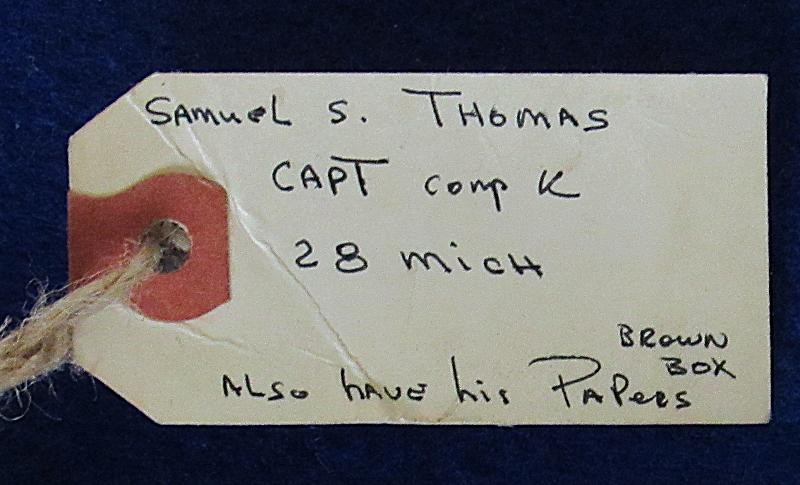 SAMUEL S. THOMAS
CAPT comp K
28 MICH
BROWN
BOX
ALSO HAVE his PAPERS